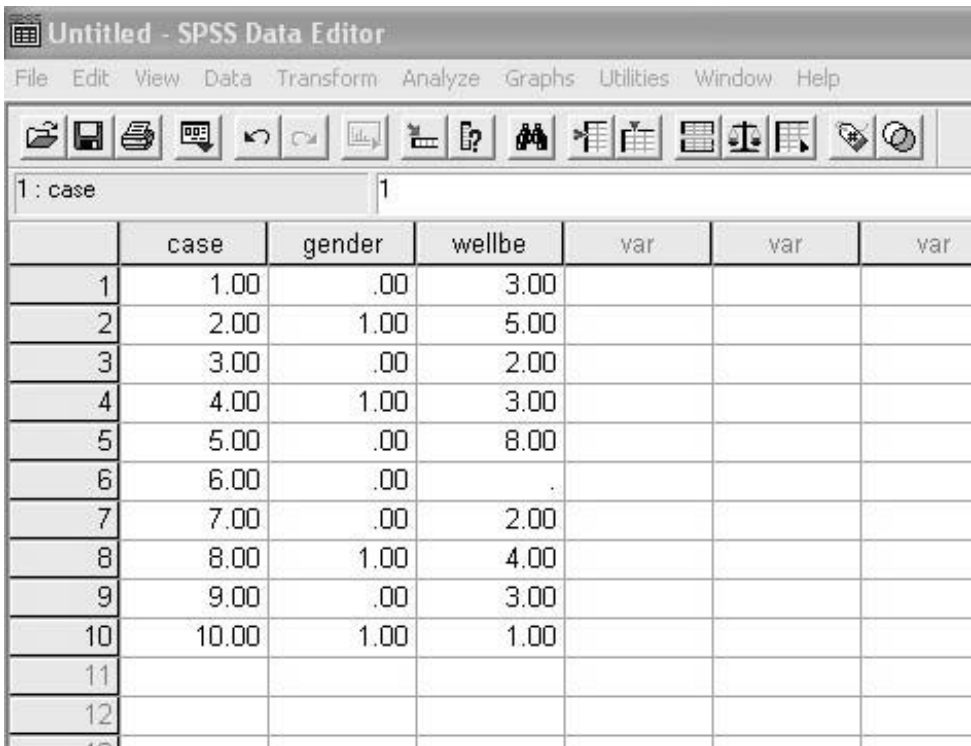 Untitled - SPSS Data Editor
File Edit View Data Transform Analyze Graphs Utilities Window Help
1 : case 1
case gender wellbe var var var
1 1.00 .00 3.00
2 2.00 1.00 5.00
3 3.00 .00 2.00
4 4.00 1.00 3.00
5 5.00 .00 8.00
6 6.00 .00 .
7 7.00 .00 2.00
8 8.00 1.00 4.00
9 9.00 .00 3.00
10 10.00 1.00 1.00
11
12